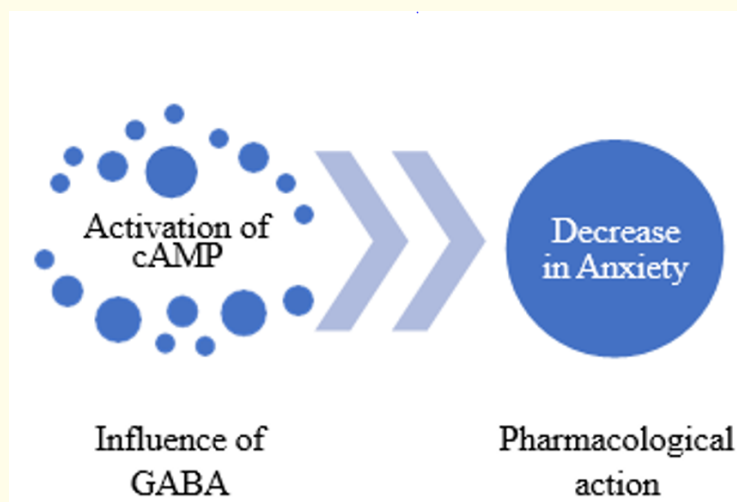 Activation of
cAMP
Decrease
in Anxiety
Influence of
GABA
Pharmacological
action